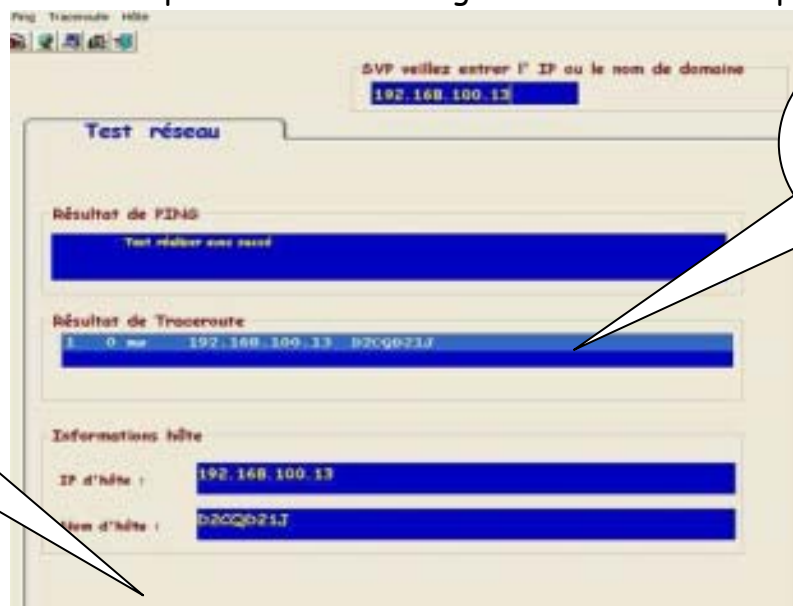 Ping Traceroute Hôte
SVP veillez entrer l' IP ou le nom de domaine
192.168.100.13
Test réseau
Résultat de PING
Test réaliser avec succé
Résultat de Traceroute
1 0 ms 192.168.100.13 D2CQD21J
Informations hôte
IP d'hôte :
192.168.100.13
Nom d'hôte :
D2CQD21J